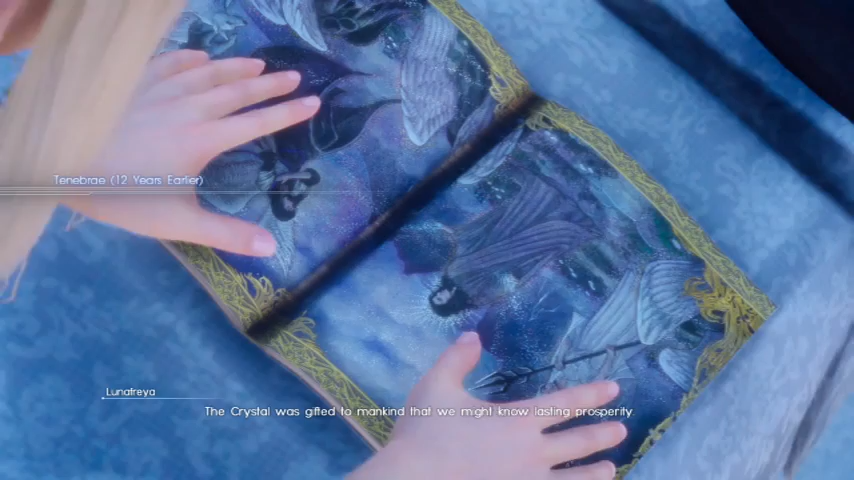 Tenebrae (12 Years Earlier)
Lunafreya
The Crystal was gifted to mankind that we might know lasting prosperity.